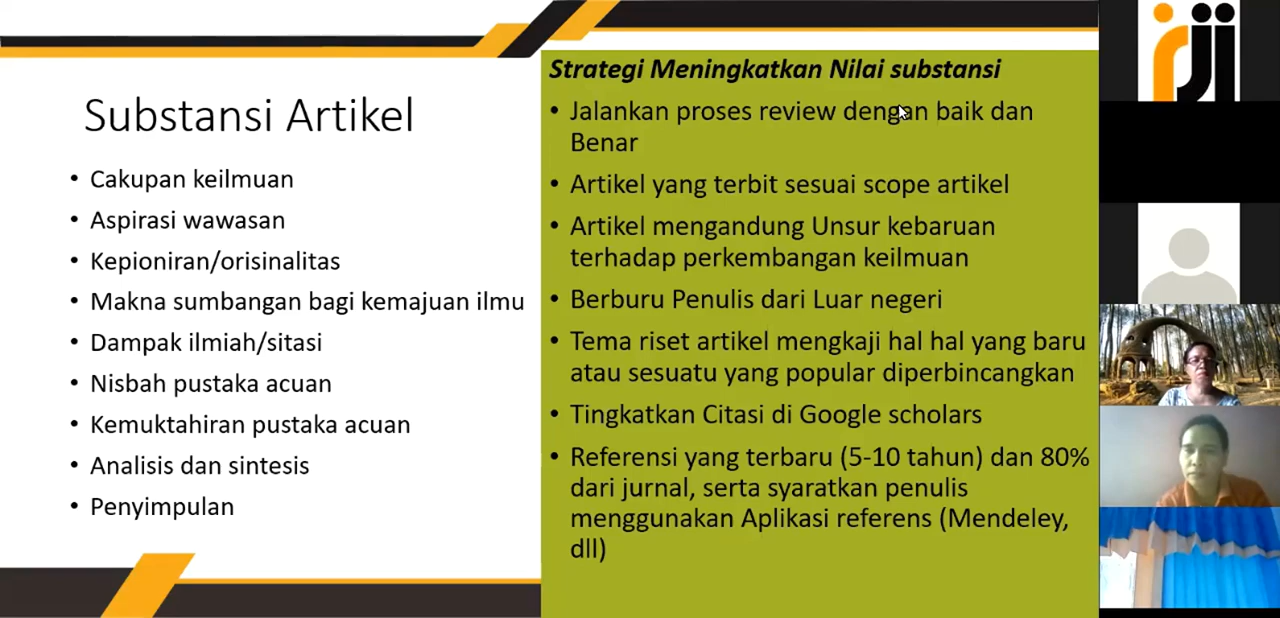 Substansi Artikel
• Cakupan keilmuan
• Aspirasi wawasan
• Kepioniran/orisinalitas
• Makna sumbangan bagi kemajuan ilmu
• Dampak ilmiah/sitasi
• Nisbah pustaka acuan
• Kemuktahiran pustaka acuan
• Analisis dan sintesis
• Penyimpulan
Strategi Meningkatkan Nilai substansi
• Jalankan proses review dengan baik dan
Benar
• Artikel yang terbit sesuai scope artikel
• Artikel mengandung Unsur kebaruan
terhadap perkembangan keilmuan
• Berburu Penulis dari Luar negeri
• Tema riset artikel mengkaji hal hal yang baru
atau sesuatu yang popular diperbincangkan
• Tingkatkan Citasi di Google scholars
• Referensi yang terbaru (5-10 tahun) dan 80%
dari jurnal, serta syaratkan penulis
menggunakan Aplikasi referens (Mendeley,
dll)
rji